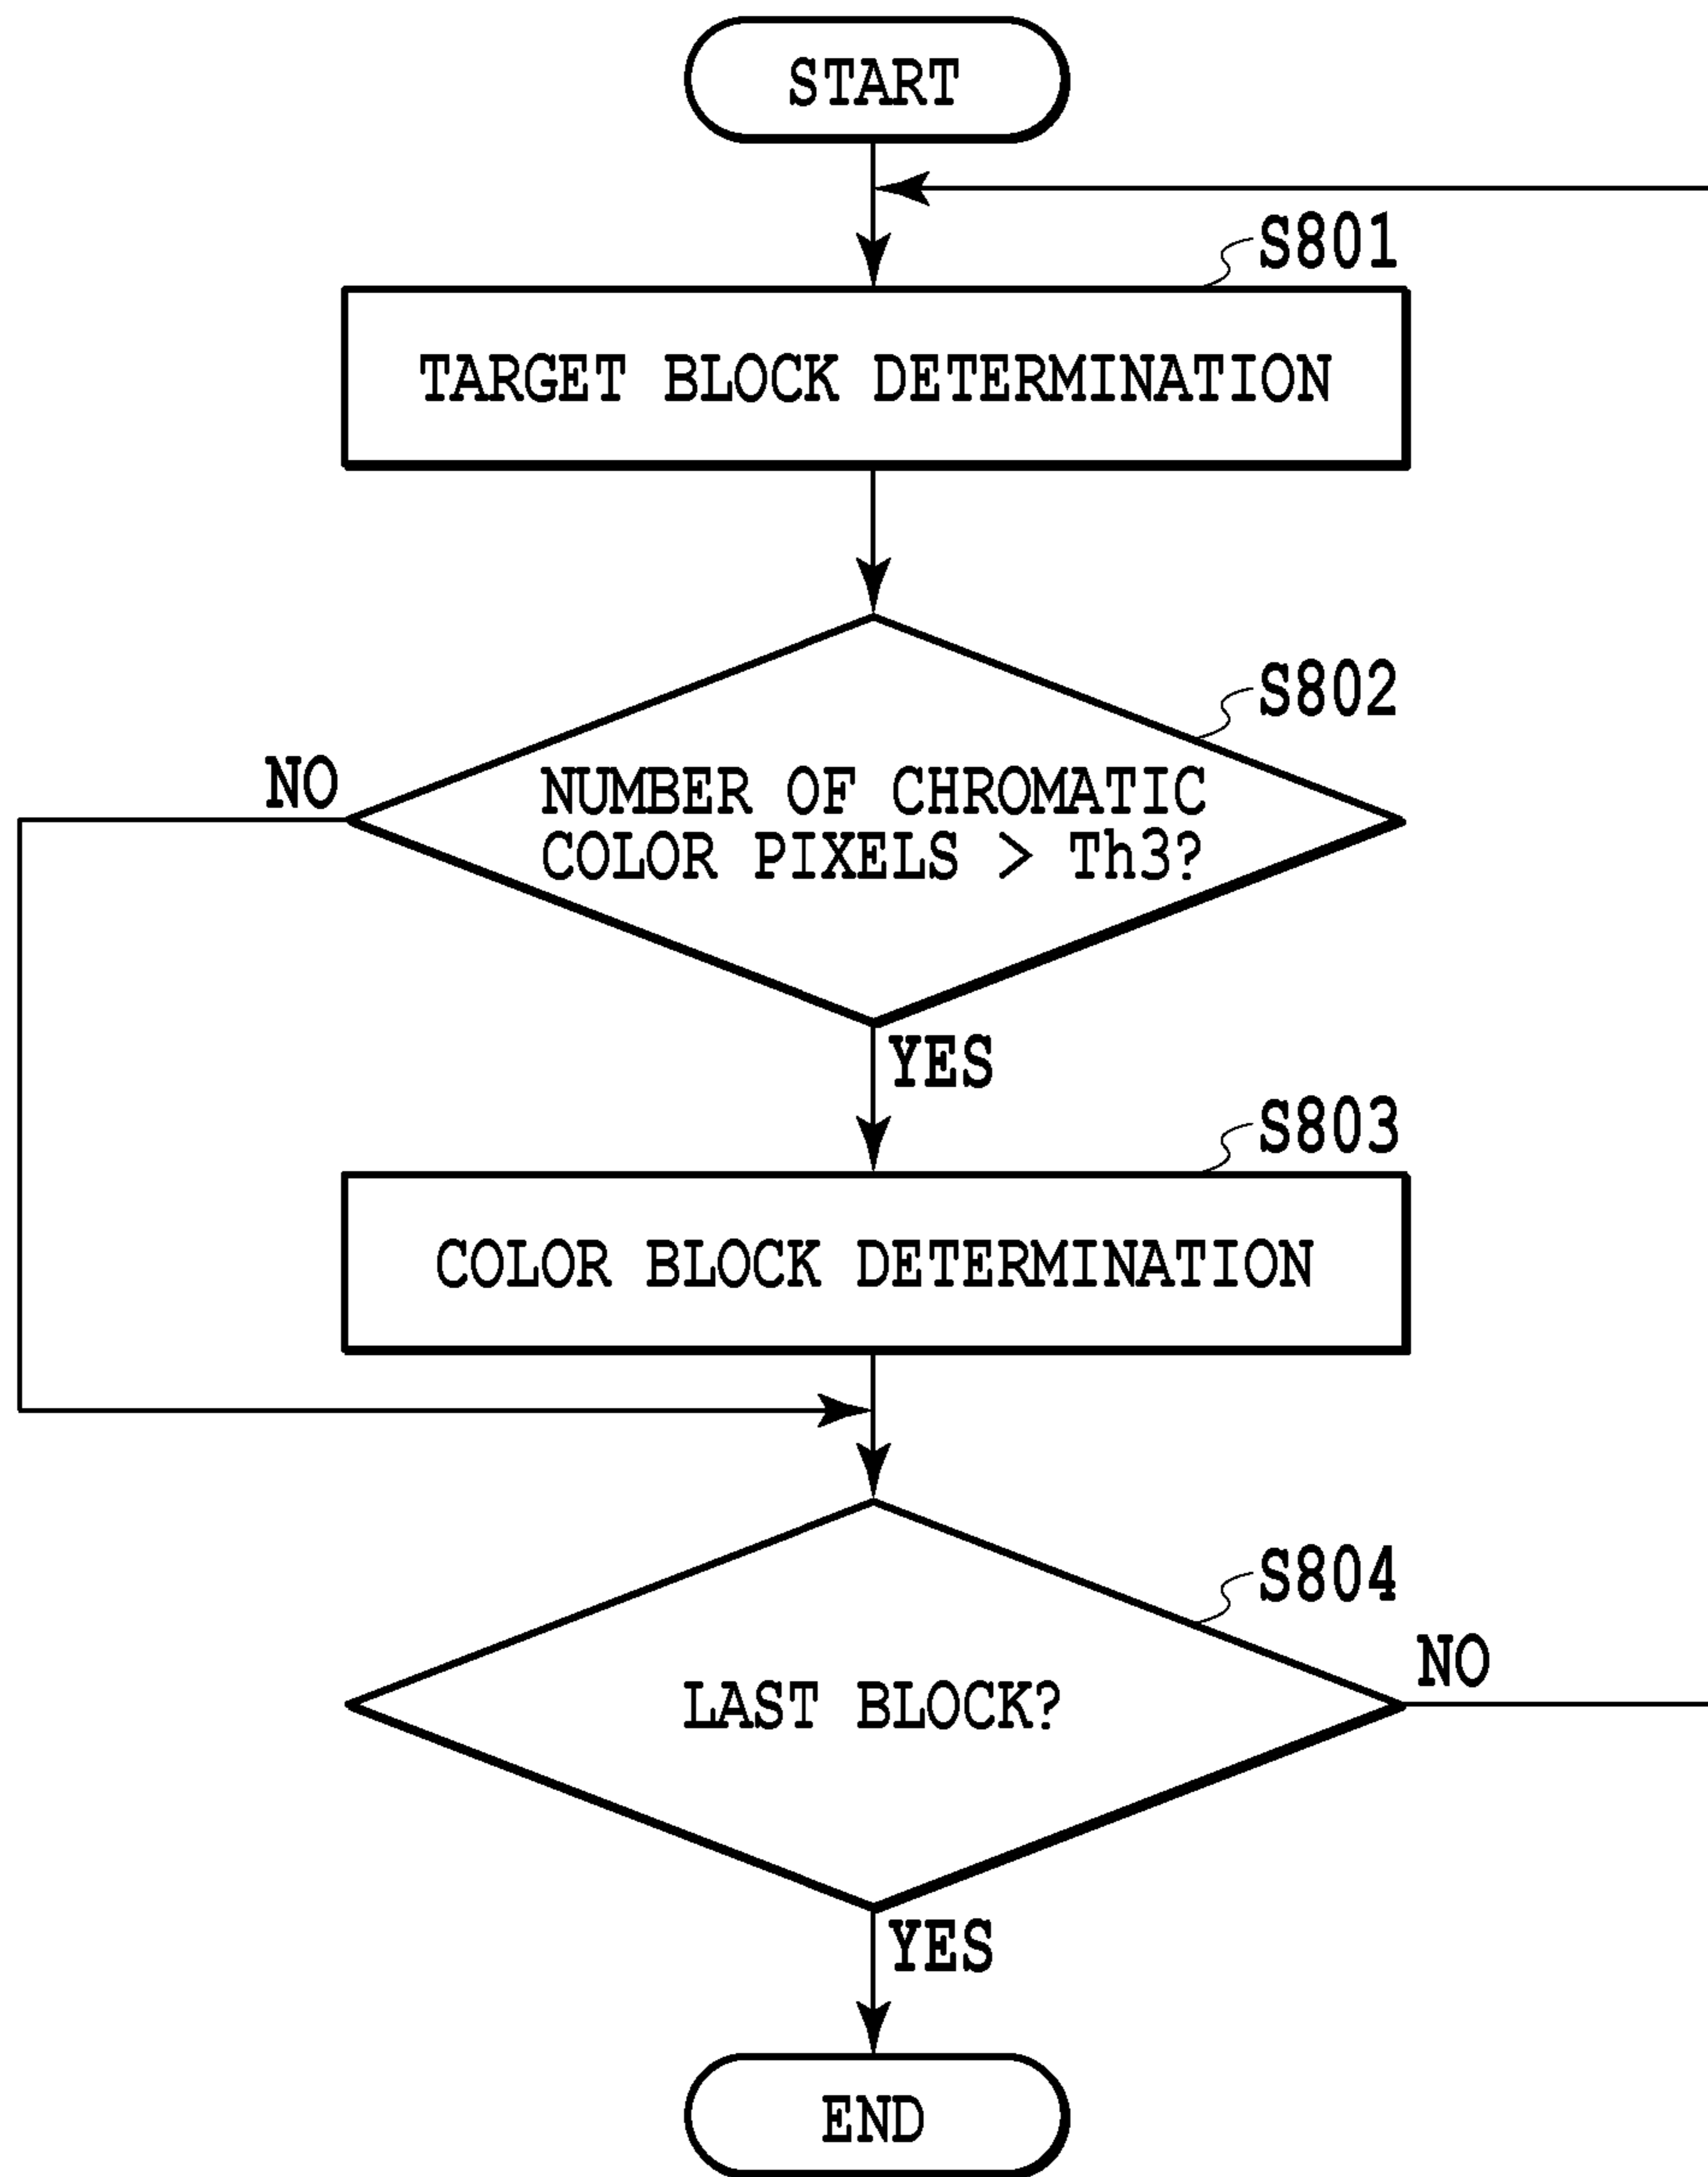 START
S801
TARGET BLOCK DETERMINATION
S802
NO
NUMBER OF CHROMATIC
COLOR PIXELS > Th3?
YES
S803
COLOR BLOCK DETERMINATION
S804
NO
LAST BLOCK?
YES
END